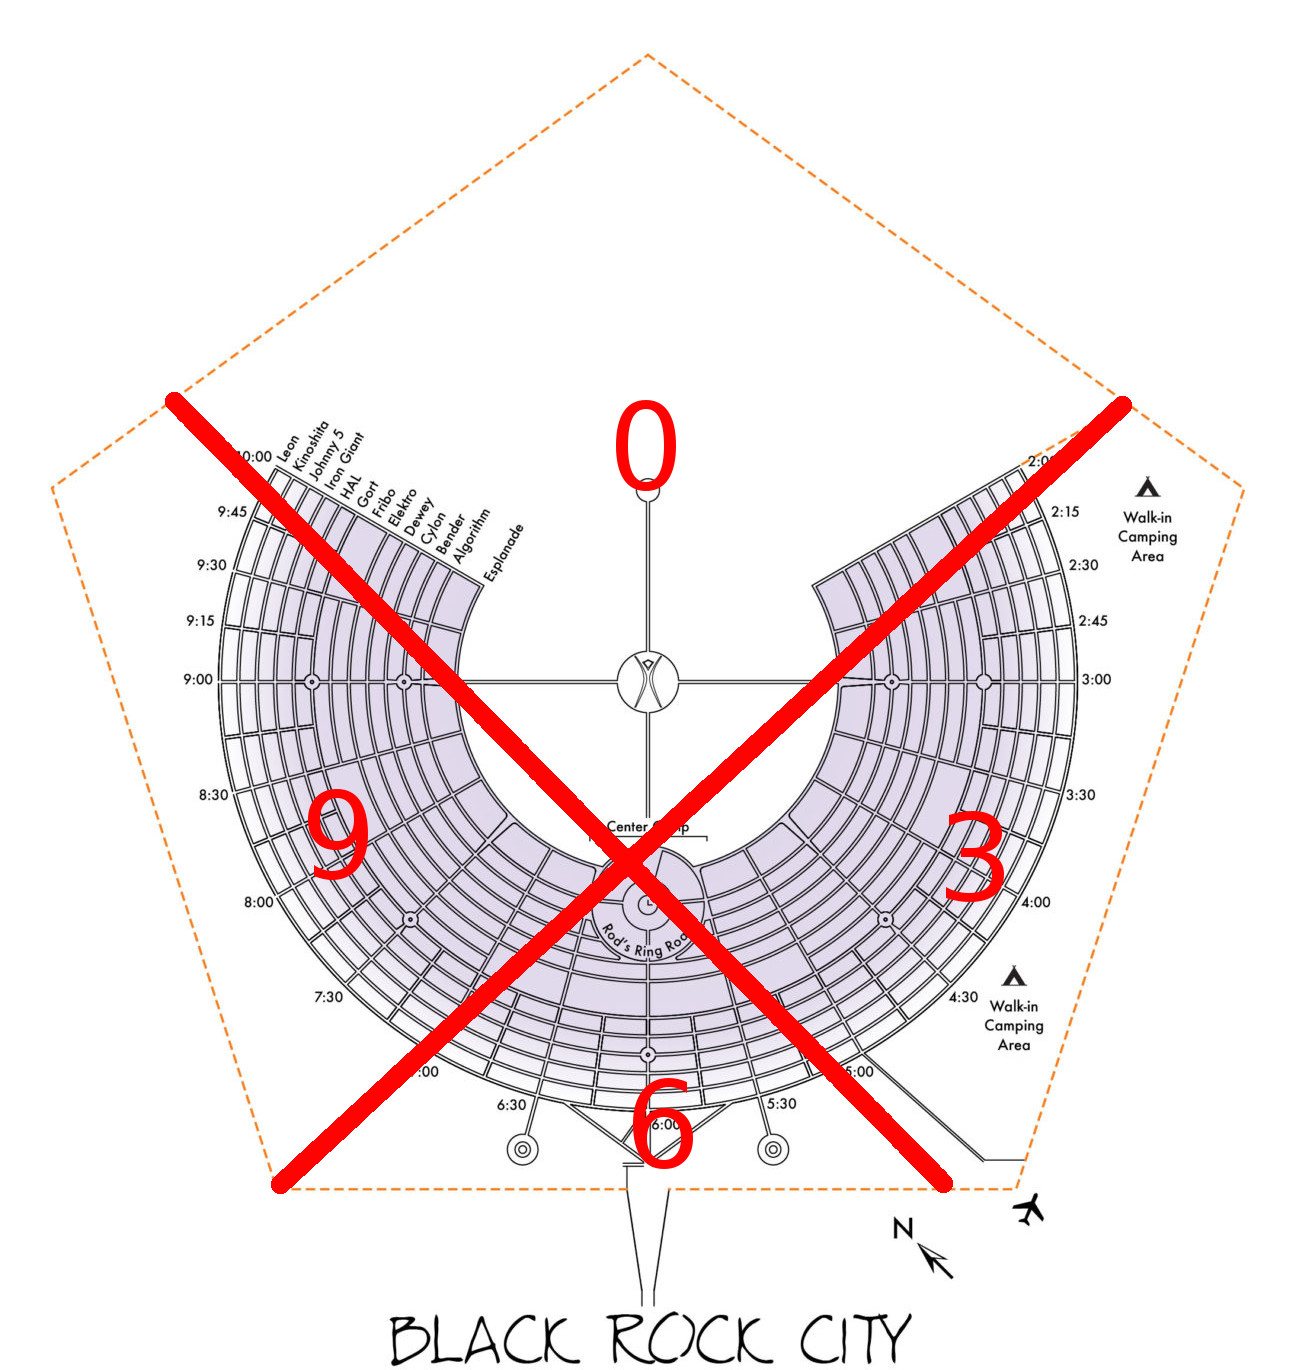 0
Leon
Kinoshita
Johnny 5
Iron Giant
HAL
Gort
Fribo
Elektro
Dewey
Cylon
Bender
Algorithm
Esplanade
10:00
9:45
9:30
9:15
9:00
8:30
8:00
7:30
:00
6:30
6:00
5:30
5:00
4:30
4:00
3:30
3:00
2:45
2:30
2:15
Walk-in
Camping
Area
Walk-in
Camping
Area
9
3
6
Center
Rod's Ring
N
BLACK ROCK CITY